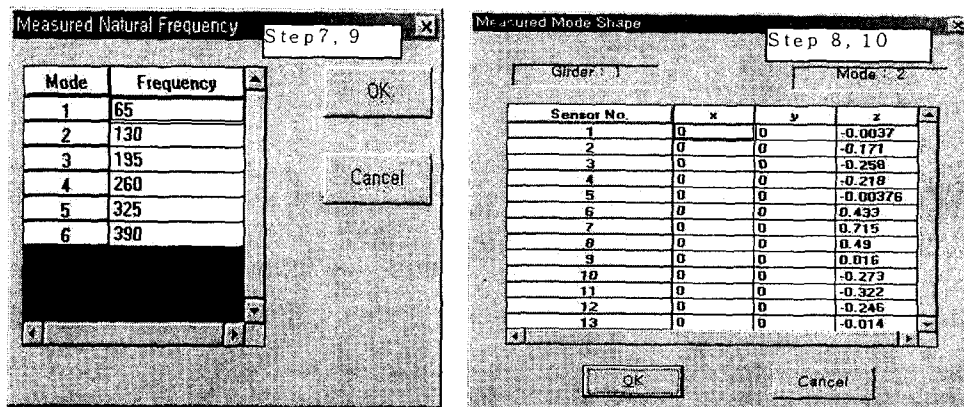 Measured Natural Frequency
Step7, 9
Mode Frequency
1 65
2 130
3 195
4 260
5 325
6 390
OK
Cancel
Measured Mode Shape
Step 8, 10
Girder : 1
Mode : 2
Sensor No. x y z
1 0 0 -0.0037
2 0 0 -0.171
3 0 0 -0.258
4 0 0 -0.218
5 0 0 -0.00376
6 0 0 0.433
7 0 0 0.715
8 0 0 0.49
9 0 0 0.016
10 0 0 -0.273
11 0 0 -0.322
12 0 0 -0.246
13 0 0 -0.014
OK
Cancel